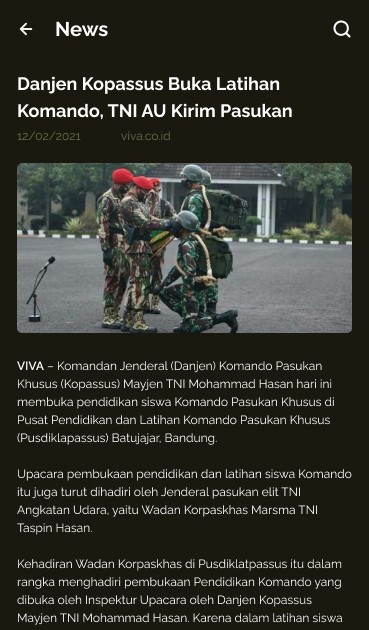 News
Danjen Kopassus Buka Latihan
Komando, TNI AU Kirim Pasukan
12/02/2021 viva.co.id
VIVA – Komandan Jenderal (Danjen) Komando Pasukan
Khusus (Kopassus) Mayjen TNI Mohammad Hasan hari ini
membuka pendidikan siswa Komando Pasukan Khusus di
Pusat Pendidikan dan Latihan Komando Pasukan Khusus
(Pusdiklapassus) Batujajar, Bandung.
Upacara pembukaan pendidikan dan latihan siswa Komando
itu juga turut dihadiri oleh Jenderal pasukan elit TNI
Angkatan Udara, yaitu Wadan Korpaskhas Marsma TNI
Taspin Hasan.
Kehadiran Wadan Korpaskhas di Pusdiklatpassus itu dalam
rangka menghadiri pembukaan Pendidikan Komando yang
dibuka oleh Inspektur Upacara oleh Danjen Kopassus
Mayjen TNI Mohammad Hasan. Karena dalam latihan siswa